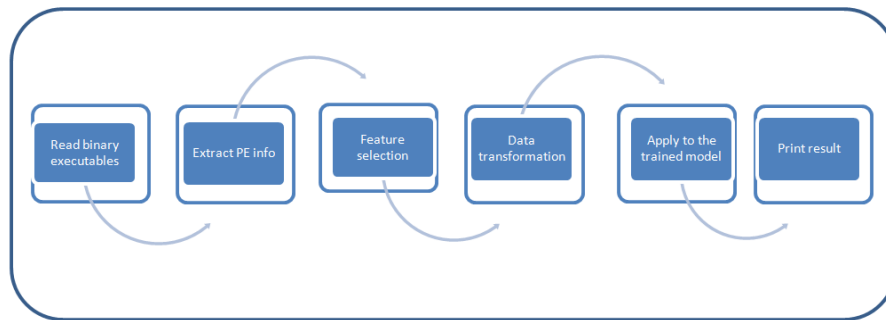 Read binary
executables
Extract PE info
Feature
selection
Data
transformation
Apply to the
trained model
Print result